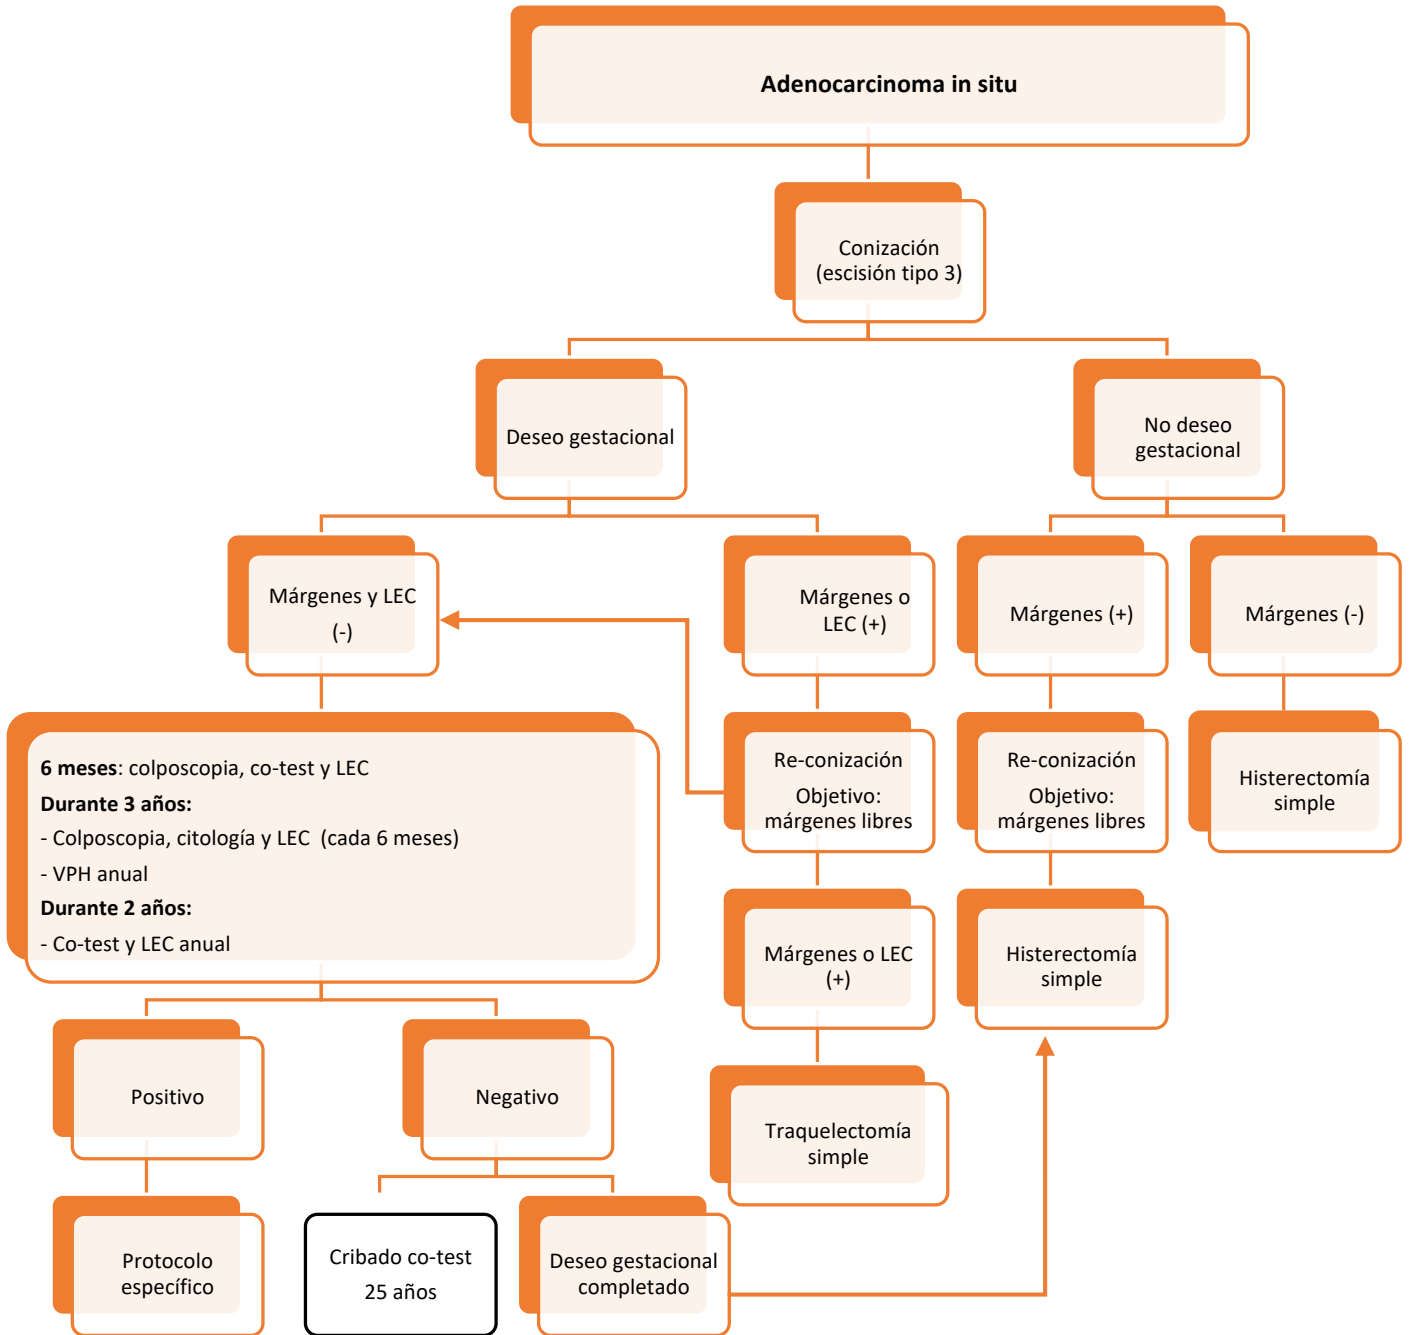 Adenocarcinoma in situ
Conización
(escisión tipo 3)
Deseo gestacional
No deseo
gestacional
Márgenes y LEC
(-)
Márgenes o
LEC (+)
Márgenes (+)
Márgenes (-)
6 meses: colposcopia, co-test y LEC
Durante 3 años:
- Colposcopia, citología y LEC (cada 6 meses)
- VPH anual
Durante 2 años:
- Co-test y LEC anual
Re-conización
Objetivo:
márgenes libres
Re-conización
Objetivo:
márgenes libres
Histerectomía
simple
Márgenes o LEC
(+)
Histerectomía
simple
Positivo
Negativo
Traquelectomía
simple
Protocolo
específico
Cribado co-test
25 años
Deseo gestacional
completado